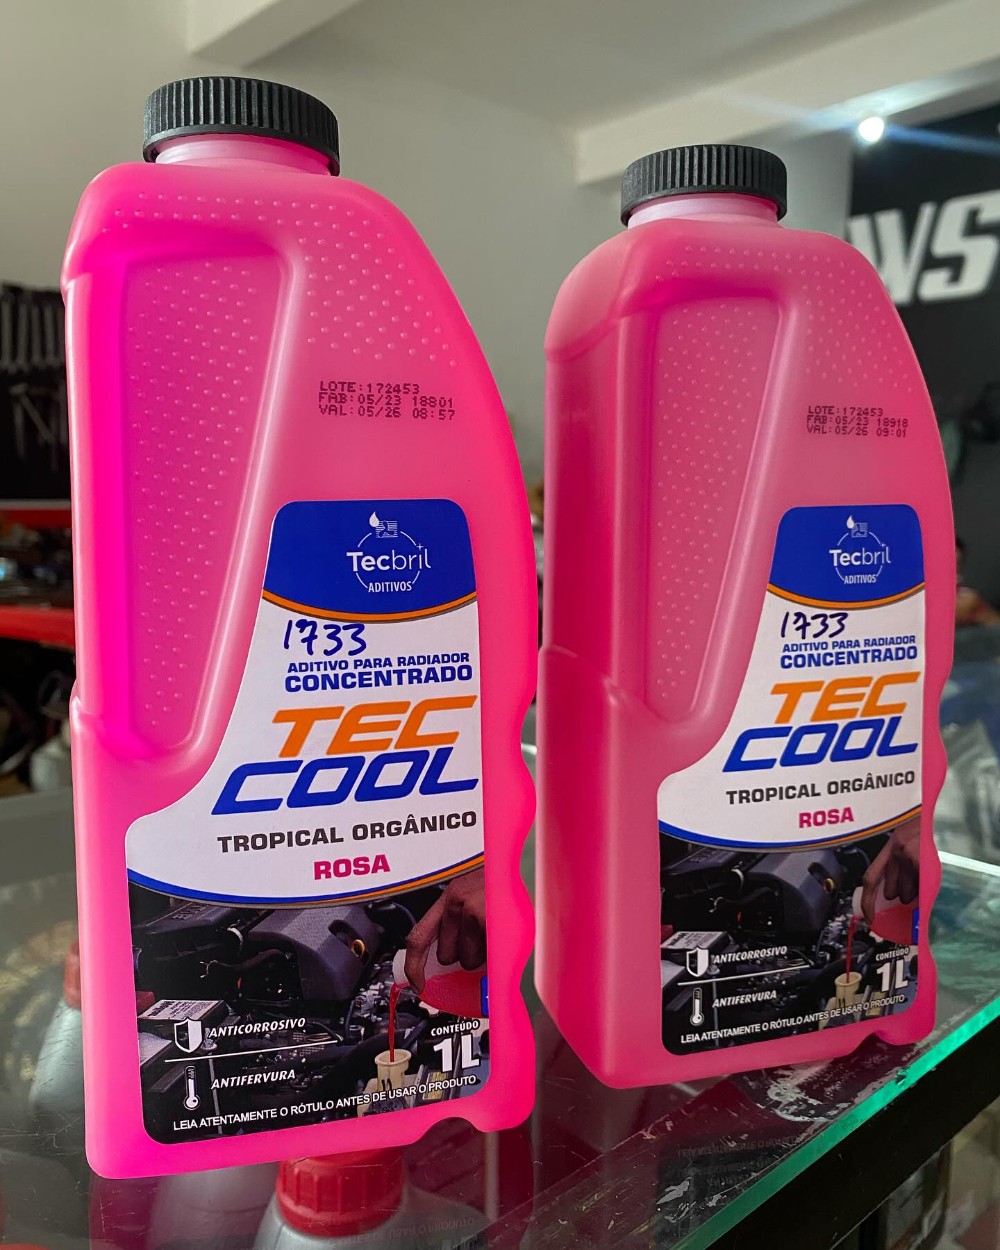 LOTE:172453
FAB:05/23 18801
VAL:05/26 08:57
Tecbril
ADITIVOS
1733
ADITIVO PARA RADIADOR
CONCENTRADO
TEC
COOL
TROPICAL ORGÂNICO
ROSA
ANTICORROSIVO
ANTIFERVURA
CONTEÚDO
1L
LEIA ATENTAMENTE O RÓTULO ANTES DE USAR O PRODUTO
LOTE:172453
FAB:05/23 18918
VAL:05/26 09:01
Tecbril
ADITIVOS
1733
ADITIVO PARA RADIADOR
CONCENTRADO
TEC
COOL
TROPICAL ORGÂNICO
ROSA
ANTICORROSIVO
ANTIFERVURA
CONTEÚDO
1L
LEIA ATENTAMENTE O RÓTULO ANTES DE USAR O PRODUTO
WS